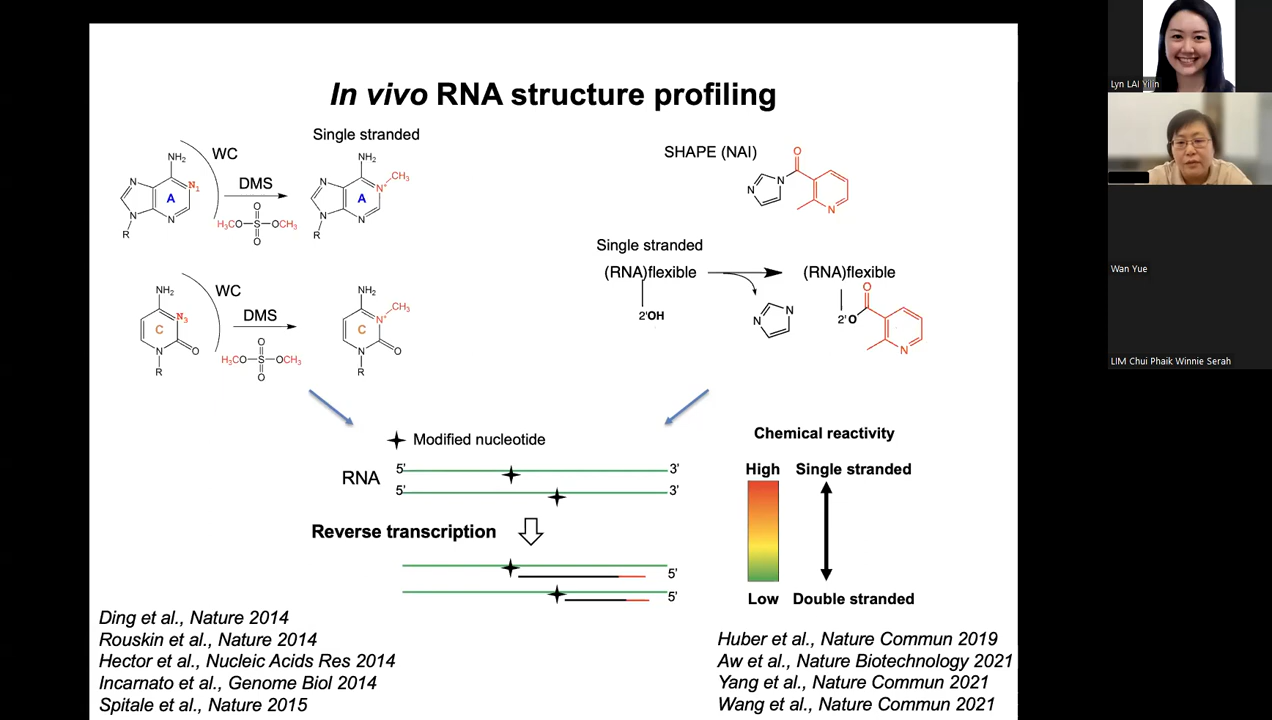 In vivo RNA structure profiling
Single stranded
NH₂
WC
N
N₁
A
N
N
R
DMS
H₃CO
O
S
O
OCH₃
NH₂
CH₃
N
N⁺
A
N
N
R
NH₂
WC
N₃
C
N
O
R
DMS
H₃CO
O
S
O
OCH₃
NH₂
CH₃
N⁺
C
N
O
R
SHAPE (NAI)
O
N
N
N
Single stranded
(RNA)flexible
2'OH
N
N
(RNA)flexible
O
2'O
N
Modified nucleotide
RNA
5' 3'
5' 3'
Reverse transcription
5'
5'
Chemical reactivity
High Single stranded
Low Double stranded
Ding et al., Nature 2014
Rouskin et al., Nature 2014
Hector et al., Nucleic Acids Res 2014
Incarnato et al., Genome Biol 2014
Spitale et al., Nature 2015
Huber et al., Nature Commun 2019
Aw et al., Nature Biotechnology 2021
Yang et al., Nature Commun 2021
Wang et al., Nature Commun 2021
Lyn LAI Yilin
Wan Yue
LIM Chui Phaik Winnie Serah